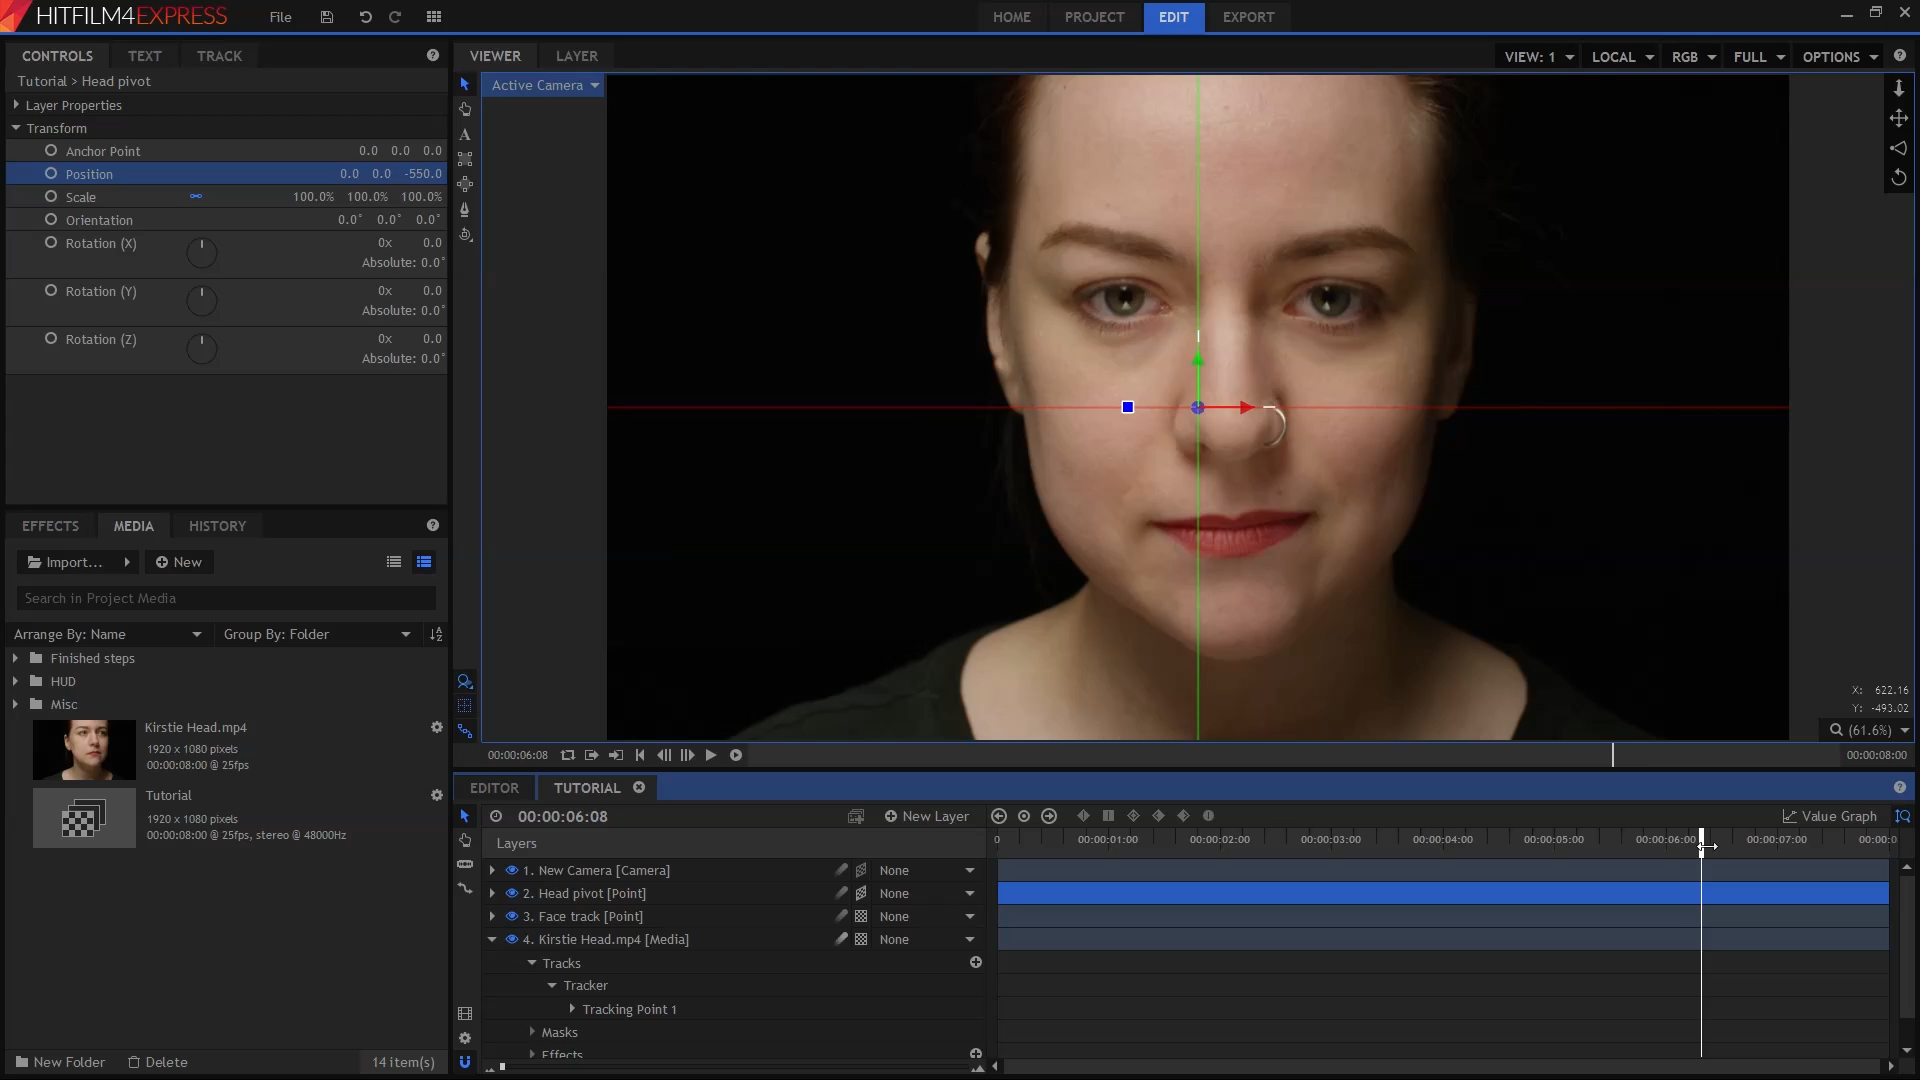 HITFILM4EXPRESS File HOME PROJECT EDIT EXPORT
CONTROLS TEXT TRACK
Tutorial > Head pivot
Layer Properties
Transform
Anchor Point 0.0 0.0 0.0
Position 0.0 0.0 -550.0
Scale 100.0% 100.0% 100.0%
Orientation 0.0° 0.0° 0.0°
Rotation (X) 0x 0.0
Absolute: 0.0°
Rotation (Y) 0x 0.0
Absolute: 0.0°
Rotation (Z) 0x 0.0
Absolute: 0.0°
VIEWER LAYER VIEW: 1 LOCAL RGB FULL OPTIONS
Active Camera
X: 622.16
Y: -493.02
(61.6%)
00:00:06:08 00:00:08:00
EFFECTS MEDIA HISTORY
Import... New
Search in Project Media
Arrange By: Name Group By: Folder
Finished steps
HUD
Misc
Kirstie Head.mp4
1920 x 1080 pixels
00:00:08:00 @ 25fps
Tutorial
1920 x 1080 pixels
00:00:08:00 @ 25fps, stereo @ 48000Hz
New Folder Delete 14 item(s)
EDITOR TUTORIAL
00:00:06:08 New Layer Value Graph
Layers 0 00:00:01:00 00:00:02:00 00:00:03:00 00:00:04:00 00:00:05:00 00:00:06:00 00:00:07:00 00:00:0
1. New Camera [Camera] None
2. Head pivot [Point] None
3. Face track [Point] None
4. Kirstie Head.mp4 [Media] None
Tracks
Tracker
Tracking Point 1
Masks
Effects